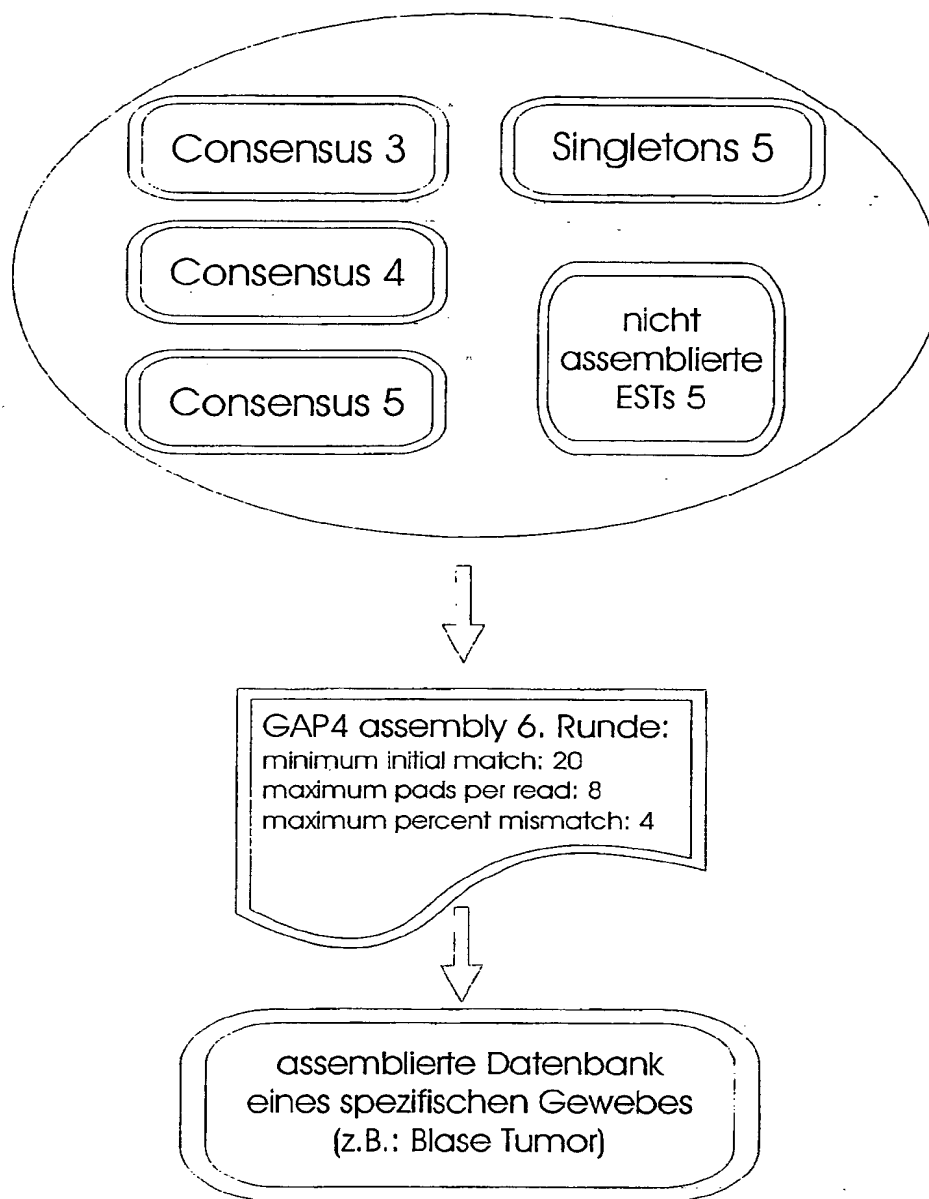 Consensus 3
Singletons 5
Consensus 4
nicht
assemblierte
ESTs 5
Consensus 5
GAP4 assembly 6. Runde:
minimum initial match: 20
maximum pads per read: 8
maximum percent mismatch: 4
assemblierte Datenbank
eines spezifischen Gewebes
(z.B.: Blase Tumor)